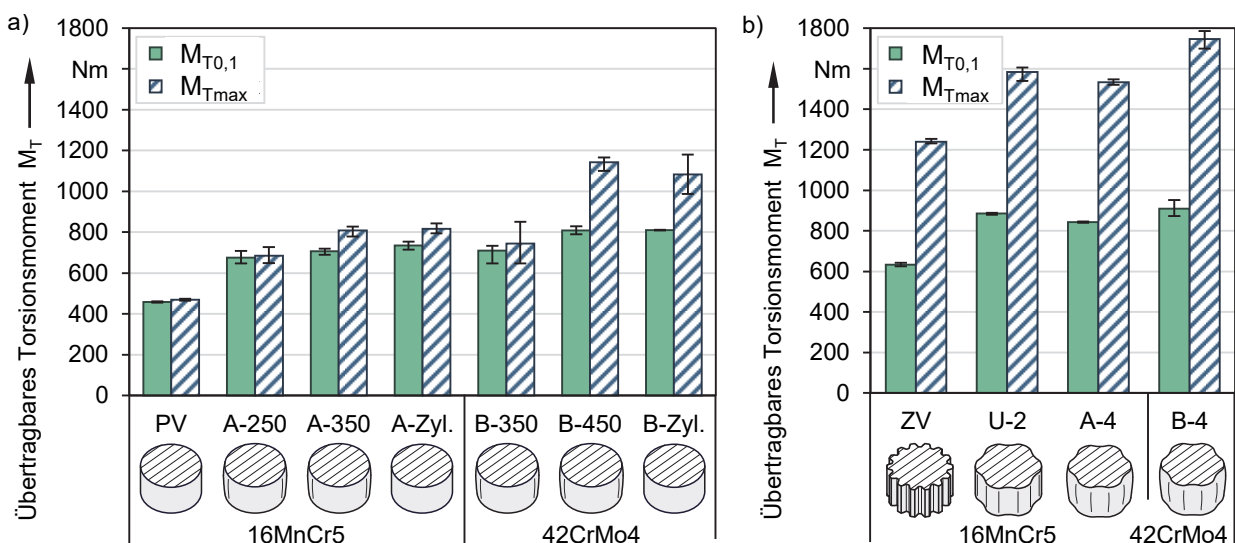 a)
Übertragbares Torsionsmoment M_T
1800
Nm
1400
1200
1000
800
600
400
200
0
M_T0,1
M_Tmax
PV A-250 A-350 A-Zyl. B-350 B-450 B-Zyl.
16MnCr5 42CrMo4
b)
Übertragbares Torsionsmoment M_T
1800
Nm
1400
1200
1000
800
600
400
200
0
M_T0,1
M_Tmax
ZV U-2 A-4 B-4
16MnCr5 42CrMo4